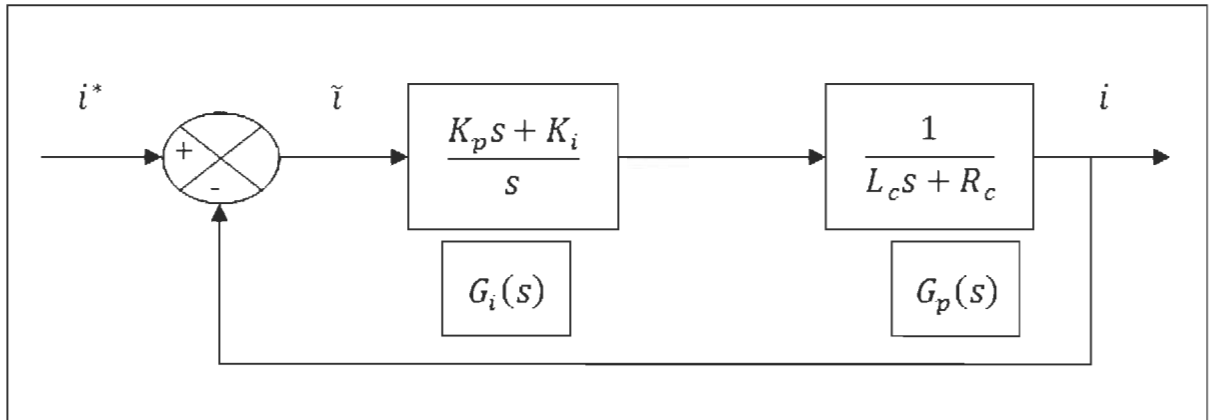 i* ĩ i
+
-
K_p s + K_i
s
1
L_c s + R_c
G_i(s) G_p(s)